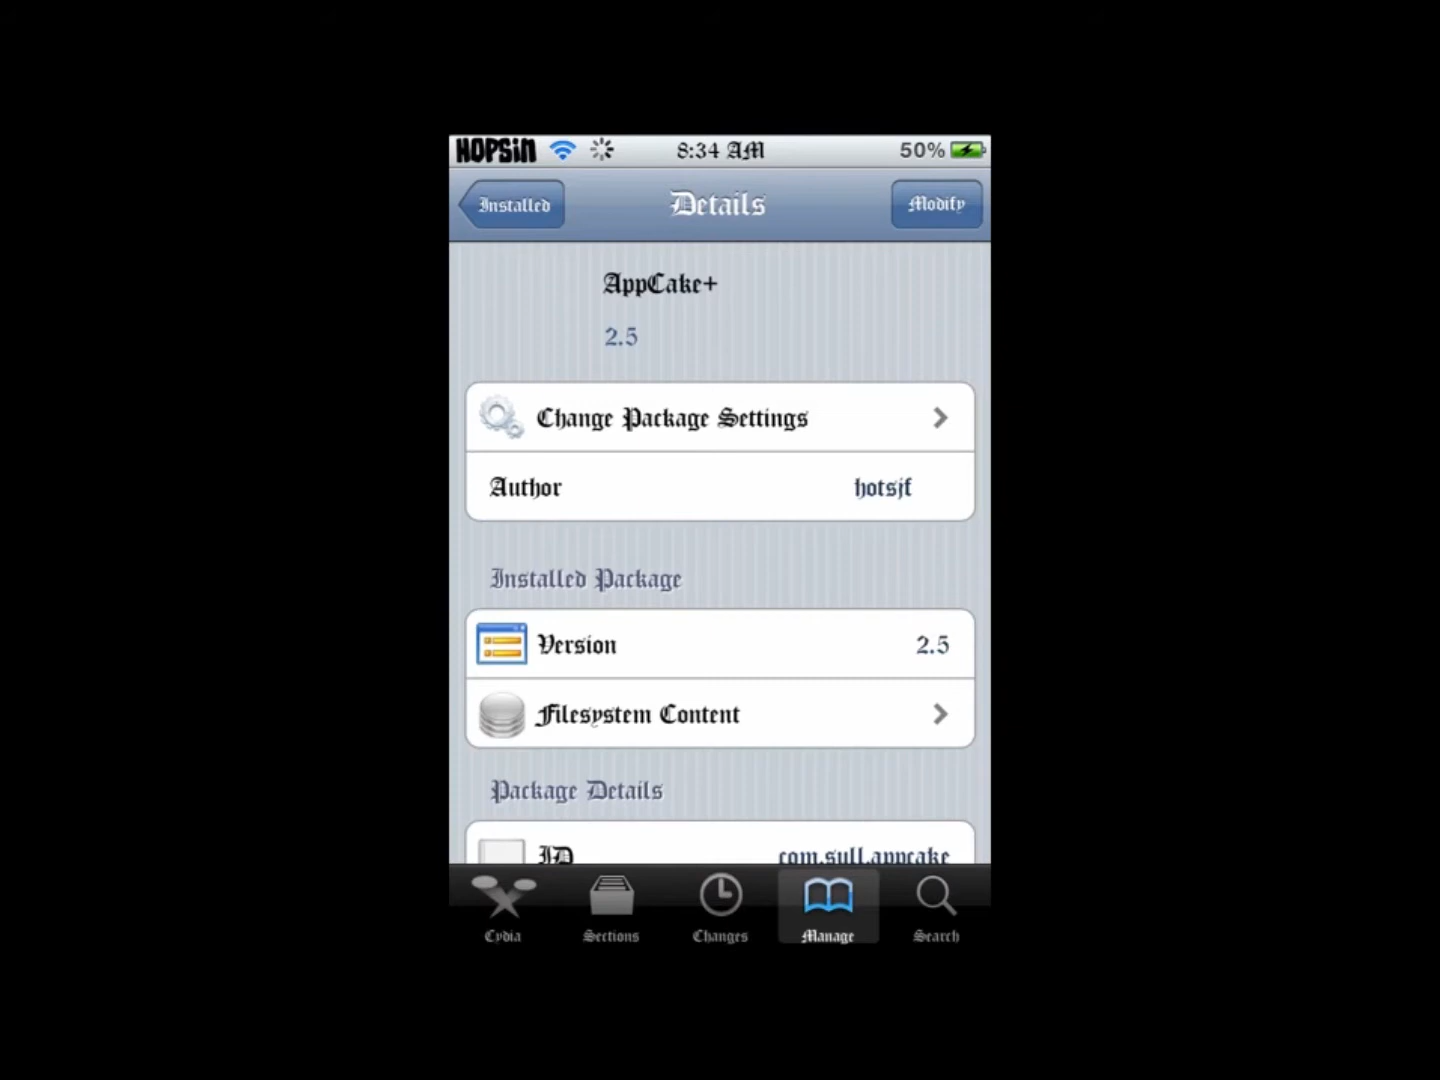 HOPSiN 8:34 AM 50%
Installed Details Modify
AppCake+
2.5
Change Package Settings
Author hotsjf
Installed Package
Version 2.5
Filesystem Content
Package Details
ID com.sull.appcake
Cydia Sections Changes Manage Search